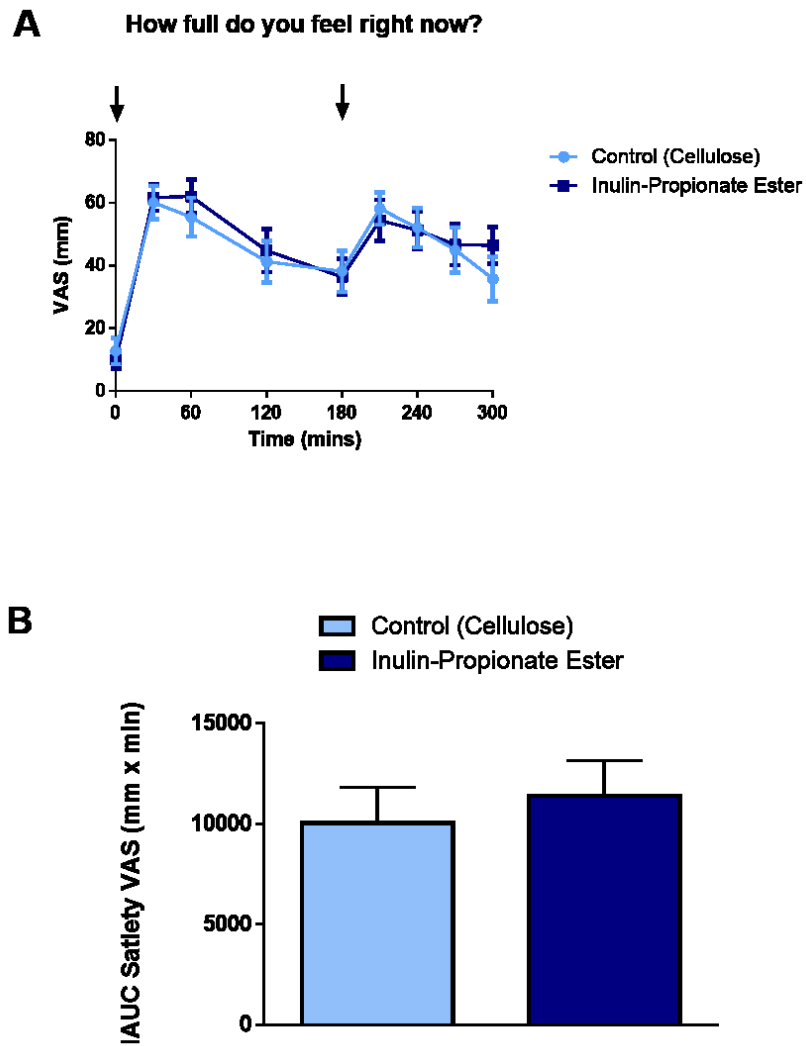 A
How full do you feel right now?
80
60
40
20
0
VAS (mm)
0 60 120 180 240 300
Time (mins)
Control (Cellulose)
Inulin-Propionate Ester
B
Control (Cellulose)
Inulin-Propionate Ester
15000
10000
5000
0
IAUC Satiety VAS (mm x min)